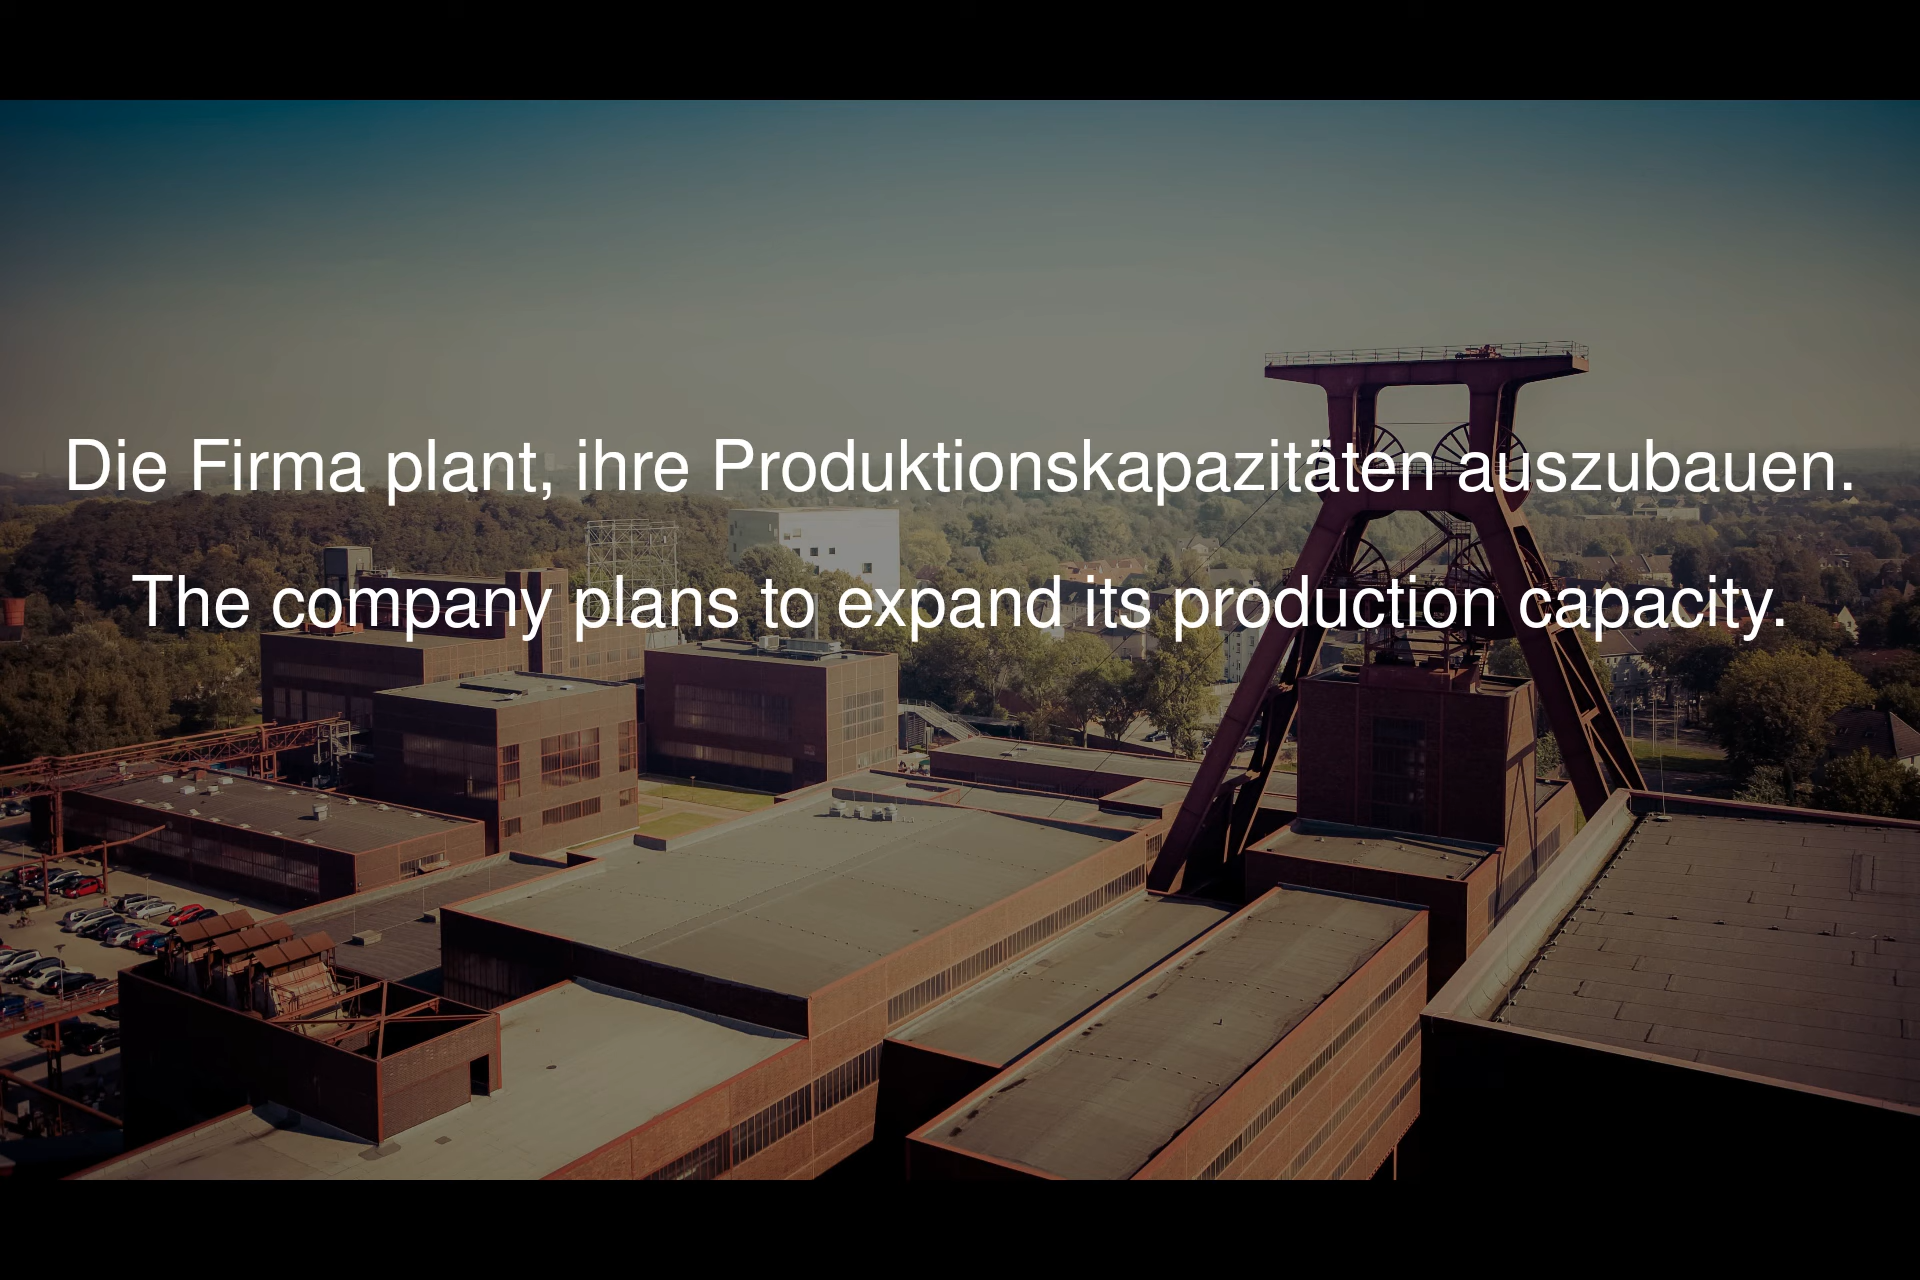 Die Firma plant, ihre Produktionskapazitäten auszubauen.
The company plans to expand its production capacity.